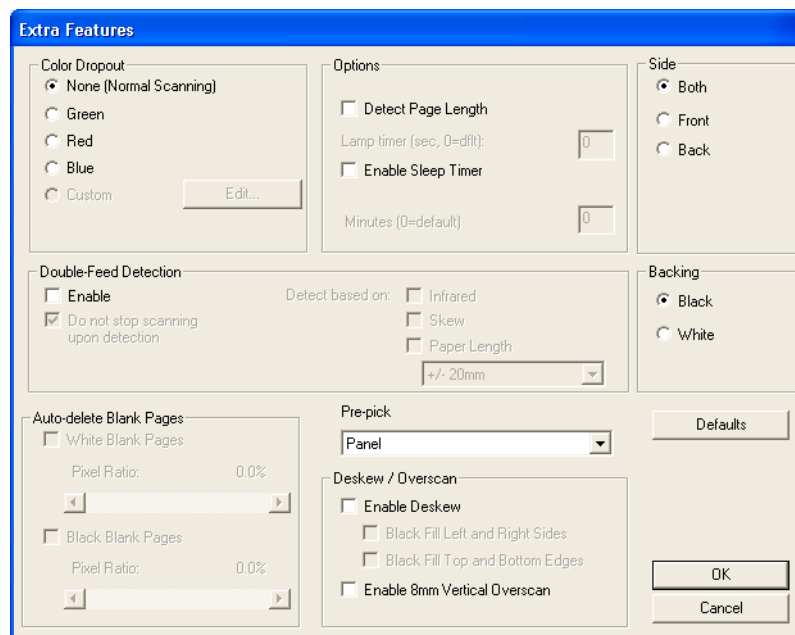 Extra Features
Color Dropout
None (Normal Scanning)
Green
Red
Blue
Custom
Edit...
Options
Detect Page Length
Lamp timer (sec, 0=dflt):
0
Enable Sleep Timer
Minutes (0=default)
0
Side
Both
Front
Back
Double-Feed Detection
Enable
Do not stop scanning
upon detection
Detect based on:
Infrared
Skew
Paper Length
+/- 20mm
Backing
Black
White
Auto-delete Blank Pages
White Blank Pages
Pixel Ratio: 0.0%
Black Blank Pages
Pixel Ratio: 0.0%
Pre-pick
Panel
Deskew / Overscan
Enable Deskew
Black Fill Left and Right Sides
Black Fill Top and Bottom Edges
Enable 8mm Vertical Overscan
Defaults
OK
Cancel